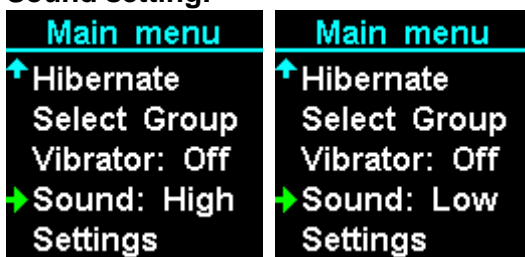 Sound setting:
Main menu
Hibernate
Select Group
Vibrator: Off
Sound: High
Settings
Main menu
Hibernate
Select Group
Vibrator: Off
Sound: Low
Settings